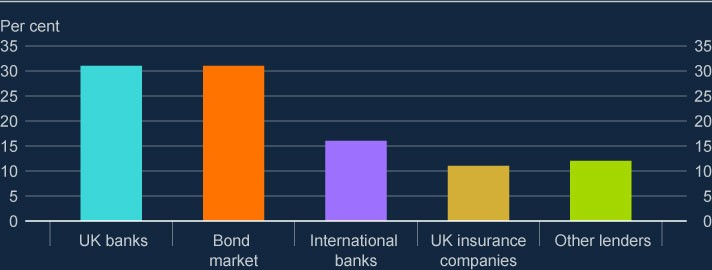 Per cent
35 35
30 30
25 25
20 20
15 15
10 10
5 5
0 0
UK banks Bond International UK insurance Other lenders
market banks companies